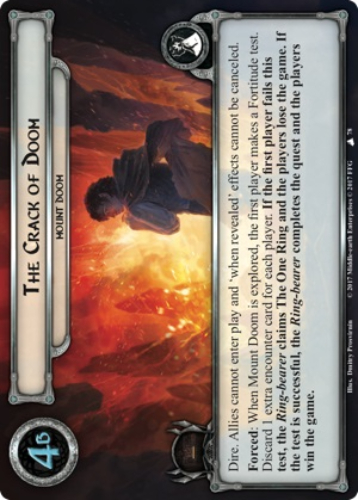 4B
THE CRACK OF DOOM
MOUNT DOOM
Dire. Allies cannot enter play and ‘when revealed’ effects cannot be canceled.
Forced: When Mount Doom is explored, the first player makes a Fortitude test.
Discard 1 extra encounter card for each player. If the first player fails this
test, the Ring-bearer claims The One Ring and the players lose the game. If
the test is successful, the Ring-bearer completes the quest and the players
win the game.
Illus. Dmitry Prosvirnin © 2017 Middle-earth Enterprises © 2017 FFG 78